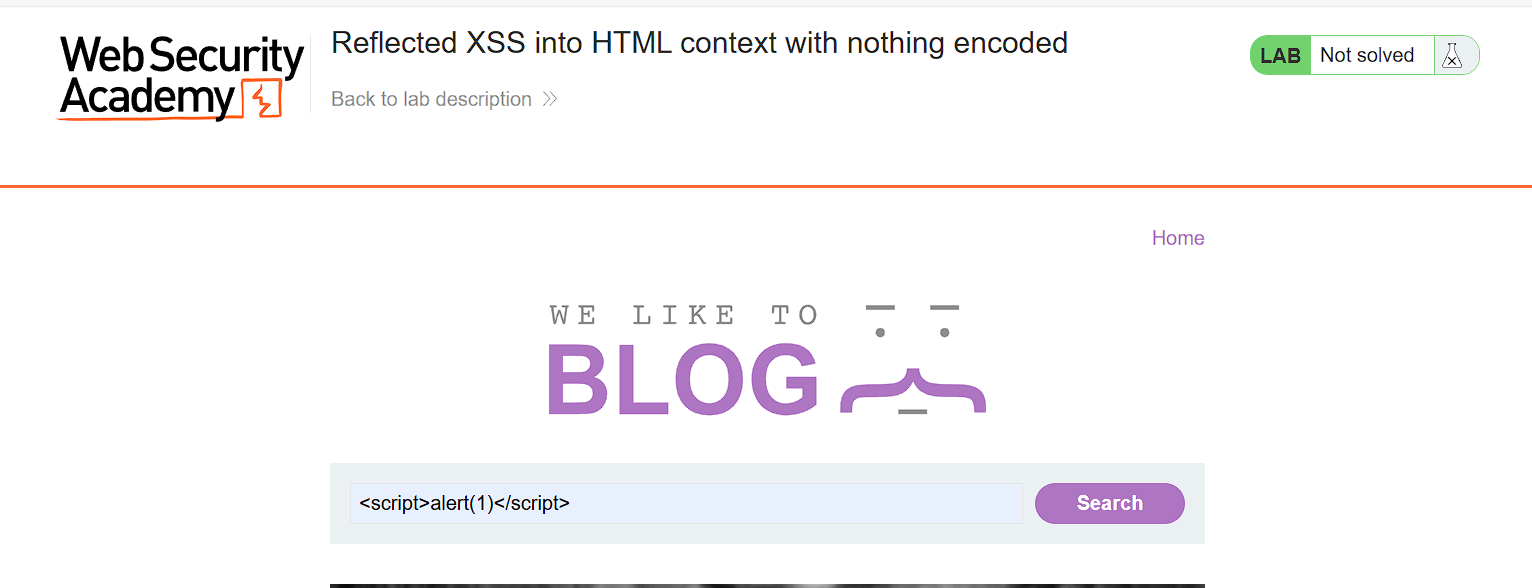 Web Security
Academy
Reflected XSS into HTML context with nothing encoded
Back to lab description
LAB Not solved
Home
WE LIKE TO
BLOG
<script>alert(1)</script>
Search